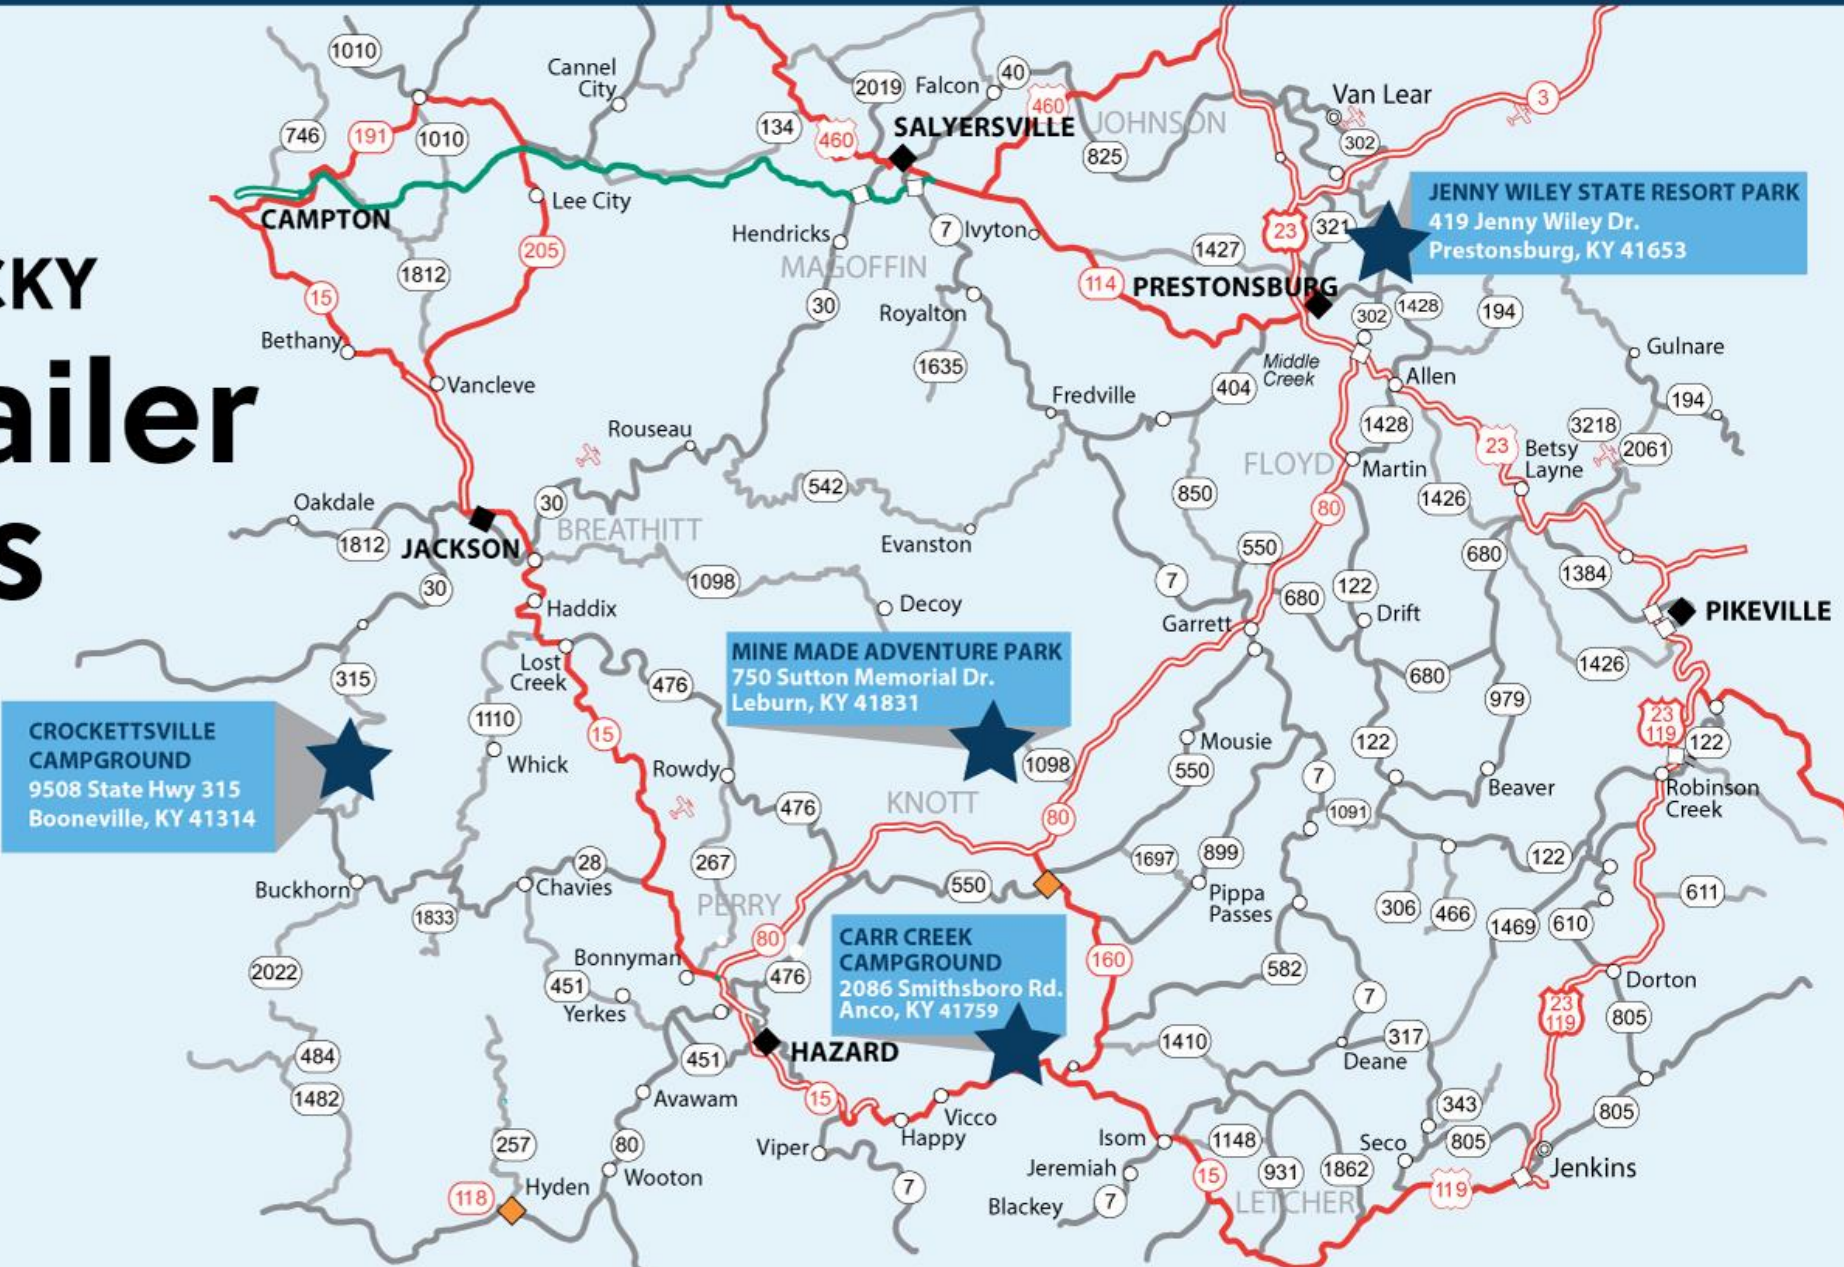 CKY
ailer
s
1010
Cannel
City
2019
Falcon
40
460
JOHNSON
Van Lear
3
746
191
1010
134
460
SALYERSVILLE
825
302
CAMPTON
Lee City
Hendricks
7
Ivyton
23
321
JENNY WILEY STATE RESORT PARK
419 Jenny Wiley Dr.
Prestonsburg, KY 41653
205
1812
MAGOFFIN
1427
15
30
Royalton
114
PRESTONSBURG
302
1428
194
Bethany
1635
Middle
Creek
Gulnare
Vancleve
Fredville
404
Allen
194
Rouseau
1428
3218
23
Betsy
Layne
2061
FLOYD
Martin
Oakdale
30
542
850
80
1426
1812
JACKSON
BREATHITT
Evanston
550
680
1384
30
1098
Decoy
7
680
122
Haddix
Garrett
Drift
PIKEVILLE
Lost
Creek
MINE MADE ADVENTURE PARK
750 Sutton Memorial Dr.
Leburn, KY 41831
1426
315
476
680
979
CROCKETTSVILLE
CAMPGROUND
9508 State Hwy 315
Booneville, KY 41314
1110
15
23
119
122
Whick
Rowdy
1098
Mousie
550
122
7
Beaver
Robinson
Creek
476
KNOTT
80
1091
28
267
1697
899
122
Buckhorn
Chavies
550
Pippa
Passes
306
466
1469
610
611
1833
PERRY
80
CARR CREEK
CAMPGROUND
2086 Smithsboro Rd.
Anco, KY 41759
160
2022
Bonnyman
476
582
Dorton
451
Yerkes
7
23
119
805
484
451
HAZARD
1410
Deane
317
1482
Avawam
15
Vicco
Happy
343
805
257
80
Viper
Isom
1148
Seco
805
Wooton
Jeremiah
931
1862
Jenkins
118
Hyden
7
Blackey
7
15
LETCHER
119